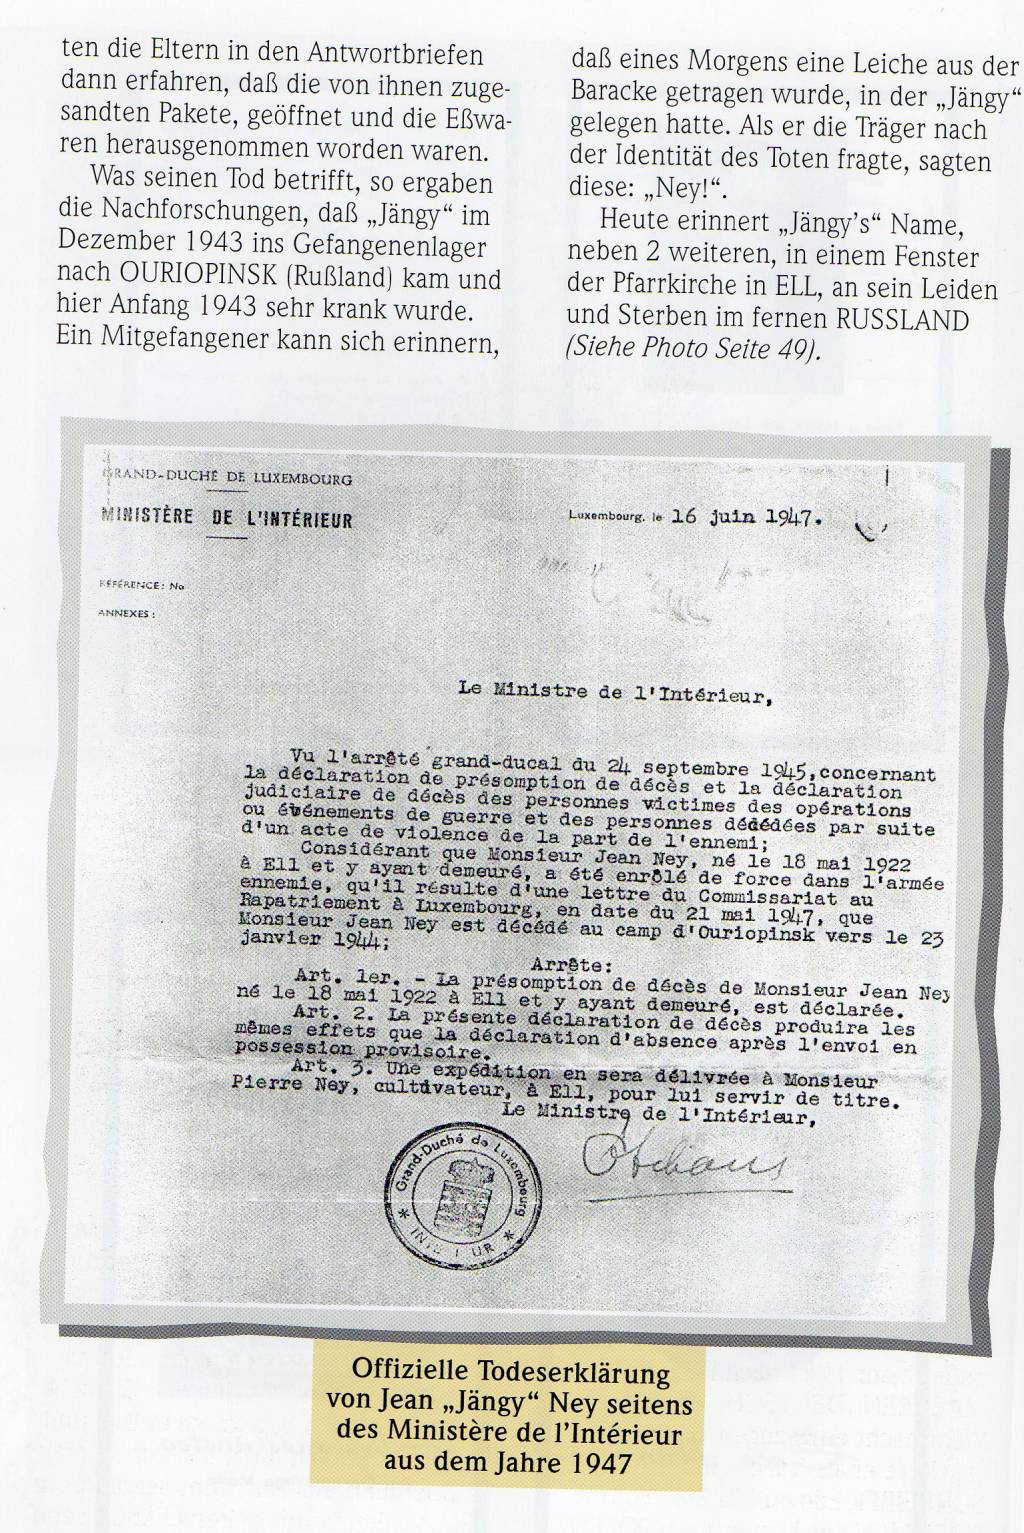 ten die Eltern in den Antwortbriefen
dann erfahren, daß die von ihnen zuge-
sandten Pakete, geöffnet und die Eßwa-
ren herausgenommen worden waren.
Was seinen Tod betrifft, so ergaben
die Nachforschungen, daß „Jängy“ im
Dezember 1943 ins Gefangenenlager
nach OURIOPINSK (Rußland) kam und
hier Anfang 1943 sehr krank wurde.
Ein Mitgefangener kann sich erinnern,
daß eines Morgens eine Leiche aus der
Baracke getragen wurde, in der „Jängy“
gelegen hatte. Als er die Träger nach
der Identität des Toten fragte, sagten
diese: „Ney!“.
Heute erinnert „Jängy’s“ Name,
neben 2 weiteren, in einem Fenster
der Pfarrkirche in ELL, an sein Leiden
und Sterben im fernen RUSSLAND
(Siehe Photo Seite 49).
GRAND-DUCHÉ DE LUXEMBOURG
MINISTÈRE DE L'INTÉRIEUR
Luxembourg, le 16 juin 1947.
RÉFÉRENCE: No
ANNEXES:
Le Ministre de l'Intérieur,
Vu l'arrêté grand-ducal du 24 septembre 1945, concernant
la déclaration de présomption de décès et la déclaration
judiciaire de décès des personnes victimes des opérations
ou événements de guerre et des personnes dédédées par suite
d'un acte de violence de la part de l'ennemi;
Considérant que Monsieur Jean Ney, né le 18 mai 1922
à Ell et y ayant demeuré, a été enrôlé de force dans l'armée
ennemie, qu'il résulte d'une lettre du Commissariat au
Rapatriement à Luxembourg, en date du 21 mai 1947, que
Monsieur Jean Ney est décédé au camp d'Ouriopinsk vers le 23
janvier 1944;
Arrête:
Art. 1er. - La présomption de décès de Monsieur Jean Ney
né le 18 mai 1922 à Ell et y ayant demeuré, est déclarée.
Art. 2. La présente déclaration de décès produira les
mêmes effets que la déclaration d'absence après l'envoi en
possession provisoire.
Art. 3. Une expédition en sera délivrée à Monsieur
Pierre Ney, cultivateur, à Ell, pour lui servir de titre.
Le Ministre de l'Intérieur,
Grand-Duché de Luxembourg
Offizielle Todeserklärung
von Jean „Jängy“ Ney seitens
des Ministère de l’Intérieur
aus dem Jahre 1947